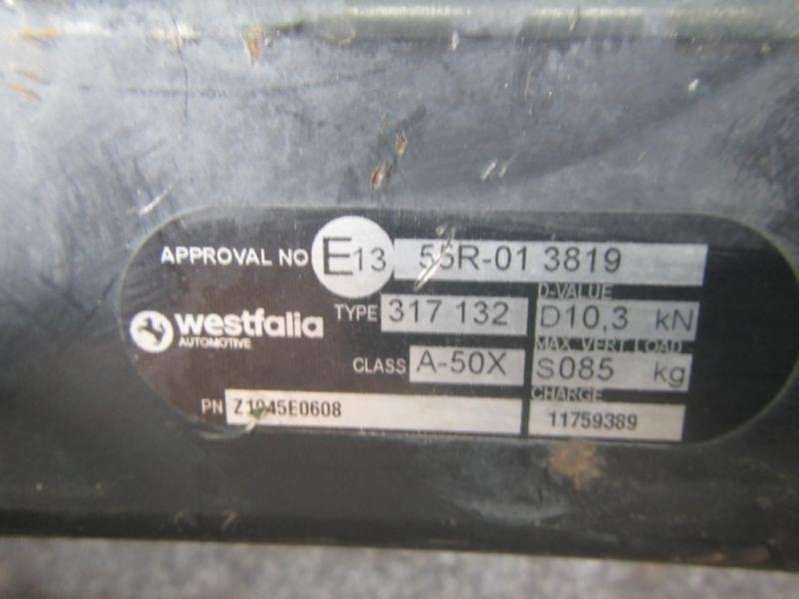 APPROVAL NO E13 55R-01 3819
westfalia
AUTOMOTIVE
TYPE 317 132
D-VALUE
D10,3 kN
CLASS A-50X
MAX. VERT. LOAD
S085 kg
PN Z1945E0608
CHARGE
11759389